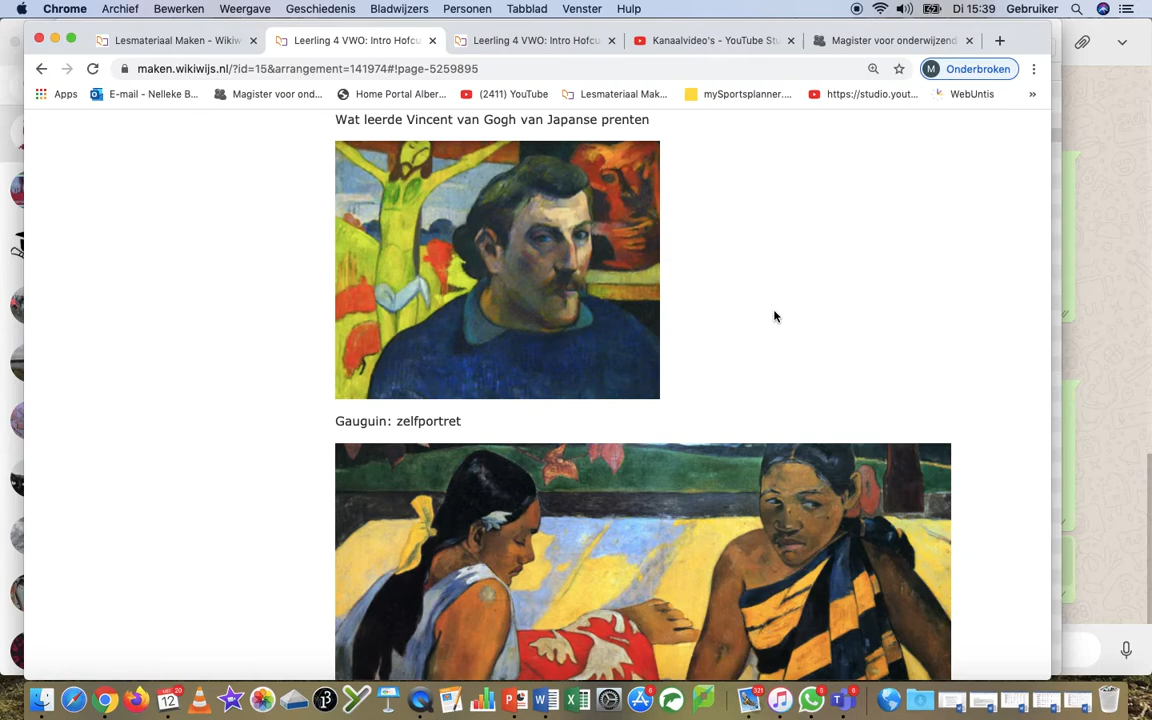 Chrome Archief Bewerken Weergave Geschiedenis Bladwijzers Personen Tabblad Venster Hulp Di 15:39 Gebruiker
Lesmateriaal Maken - Wikiw Leerling 4 VWO: Intro Hofcu Leerling 4 VWO: Intro Hofcu Kanaalvideo's - YouTube Stu Magister voor onderwijzend
maken.wikiwijs.nl/?id=15&arrangement=141974#!page-5259895 M Onderbroken
Apps E-mail - Nelleke B... Magister voor ond... Home Portal Alber... (2411) YouTube Lesmateriaal Mak... mySportsplanner.... https://studio.yout... WebUntis »
Wat leerde Vincent van Gogh van Japanse prenten
Gauguin: zelfportret